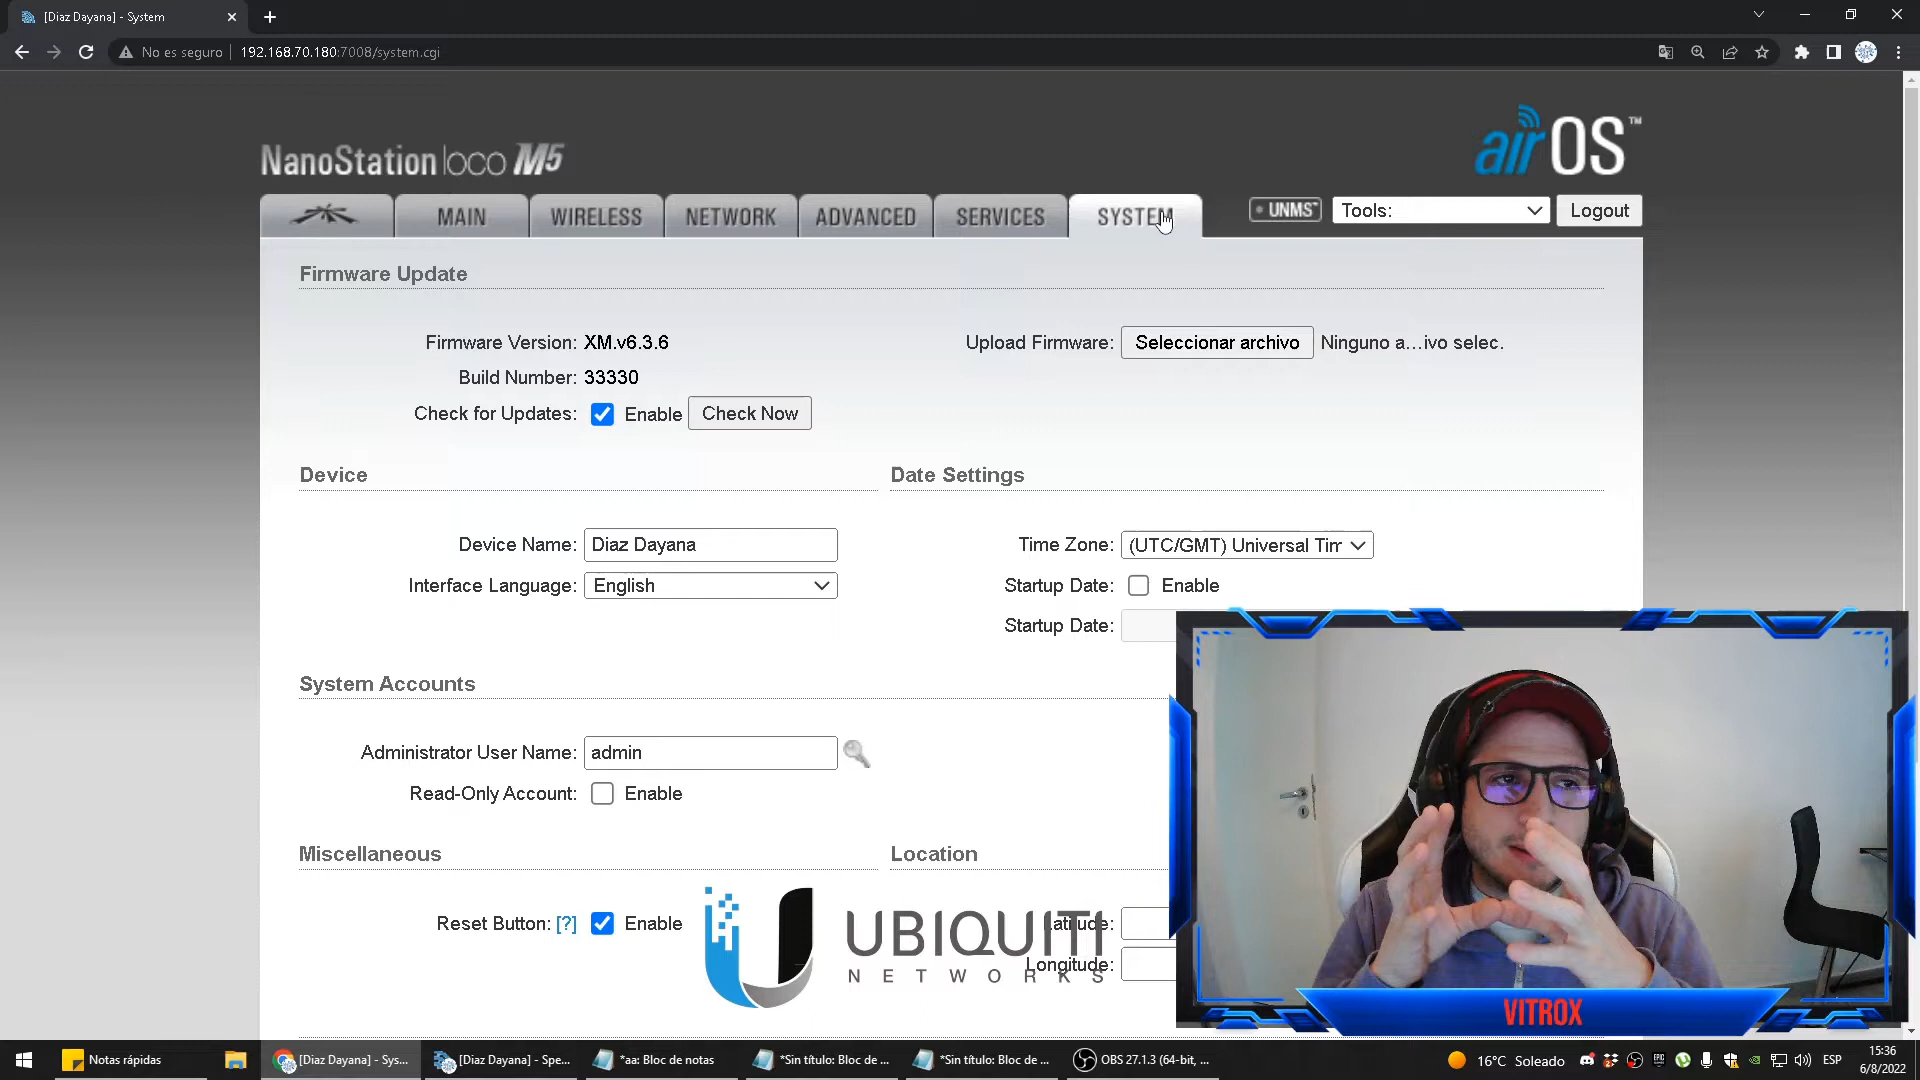 [Diaz Dayana] - System
No es seguro 192.168.70.180:7008/system.cgi
air OS™
NanoStation loco M5
MAIN WIRELESS NETWORK ADVANCED SERVICES SYSTEM UNMS Tools: Logout
Firmware Update
Firmware Version: XM.v6.3.6 Upload Firmware: Seleccionar archivo Ninguno a...ivo selec.
Build Number: 33330
Check for Updates: Enable Check Now
Device Date Settings
Device Name: Diaz Dayana Time Zone: (UTC/GMT) Universal Tim
Interface Language: English Startup Date: Enable
Startup Date:
System Accounts
Administrator User Name: admin
Read-Only Account: Enable
Miscellaneous Location
Reset Button: [?] Enable Latitude:
Longitude:
UBIQUITI
NETWORKS
VITROX
Notas rápidas [Diaz Dayana] - Sys... [Diaz Dayana] - Spe... *aa: Bloc de notas *Sin título: Bloc de ... *Sin título: Bloc de ... OBS 27.1.3 (64-bit, ... 16°C Soleado ESP 15:36
6/8/2022